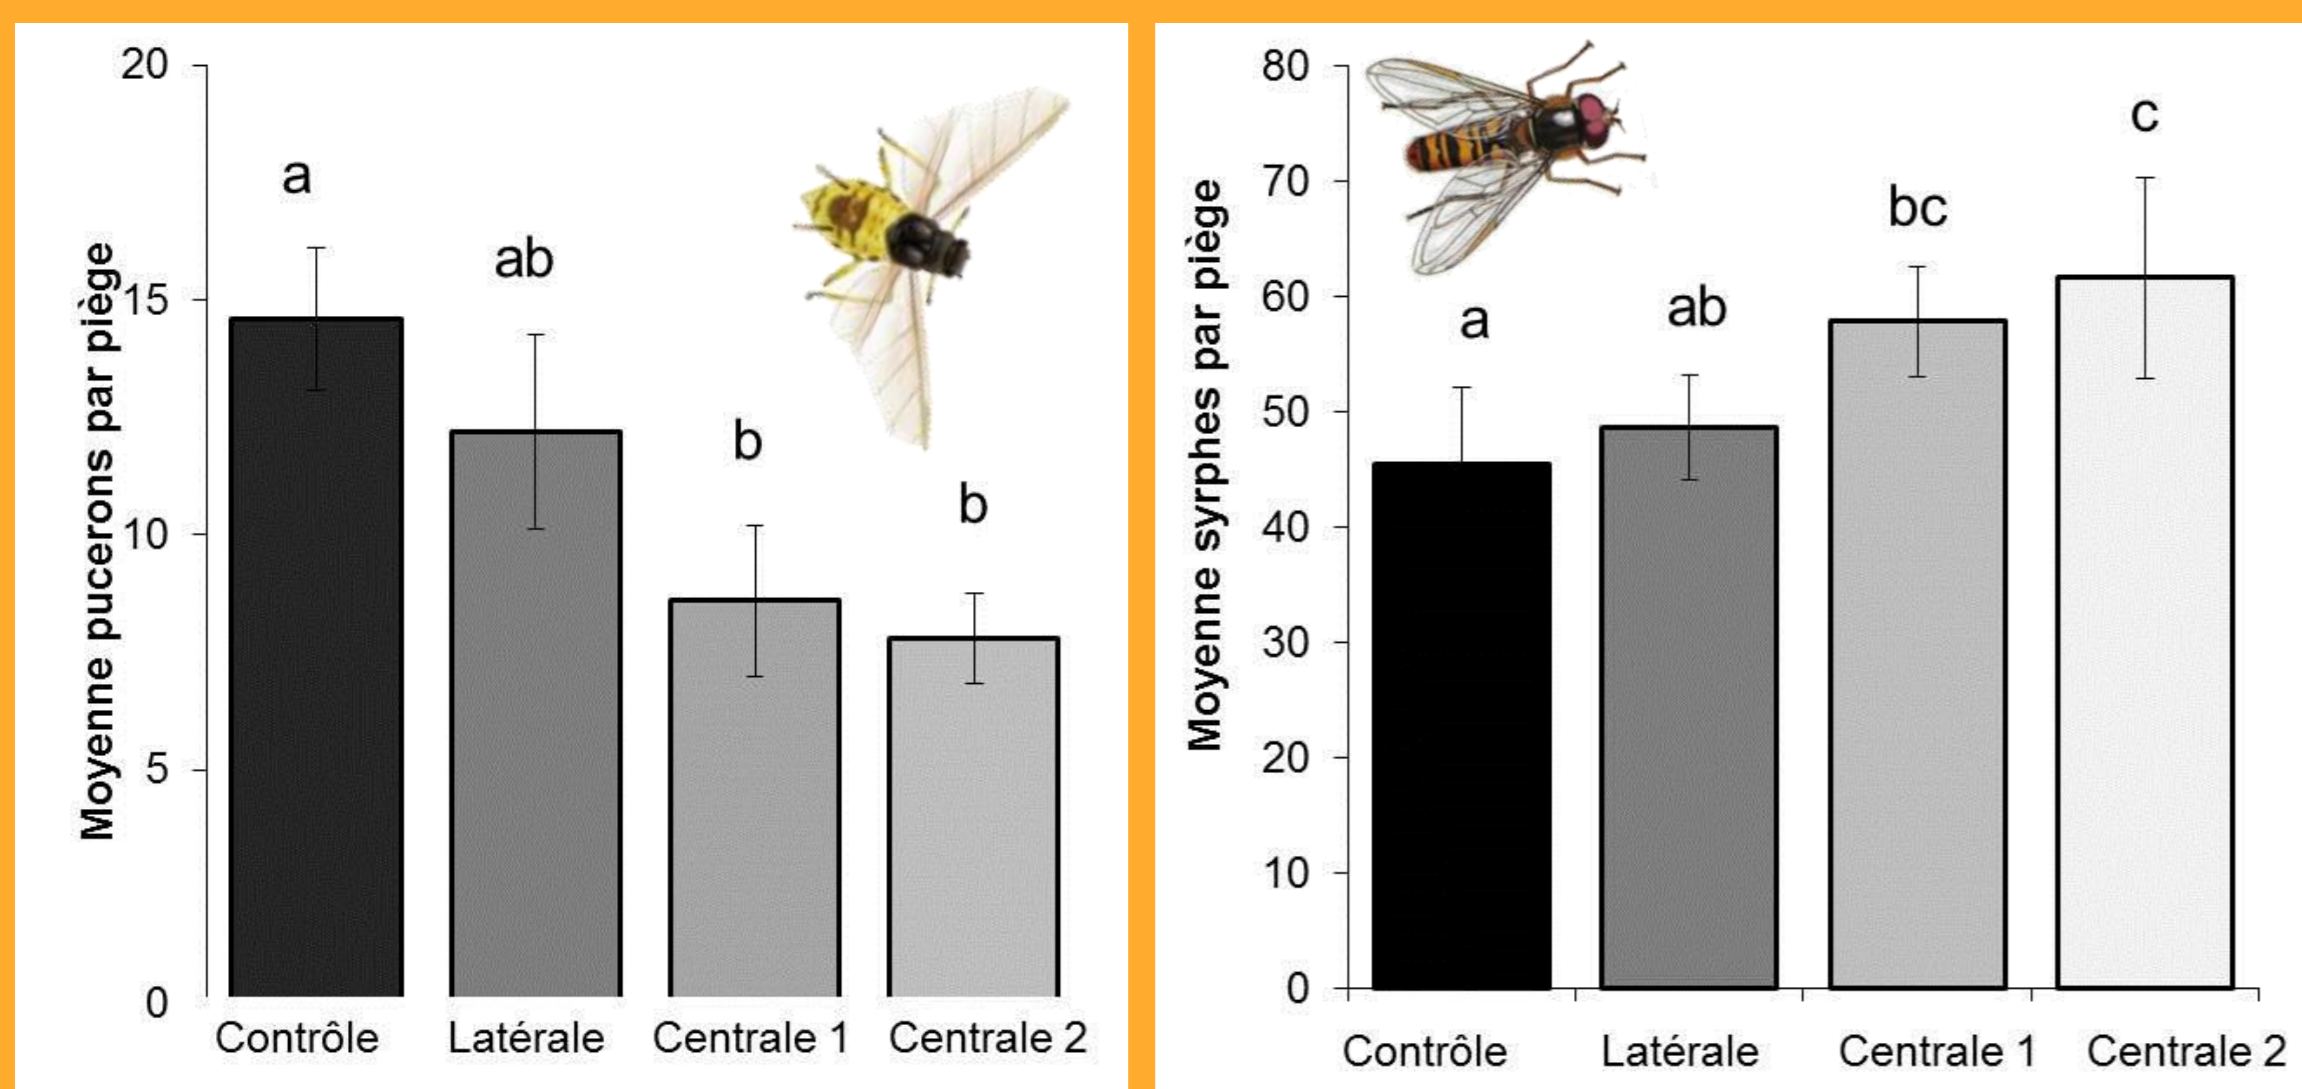 Moyenne pucerons par piège
20
15
10
5
0
a
ab
b
b
Contrôle
Latérale
Centrale 1
Centrale 2
Moyenne syrphes par piège
80
70
60
50
40
30
20
10
0
a
ab
bc
c
Contrôle
Latérale
Centrale 1
Centrale 2